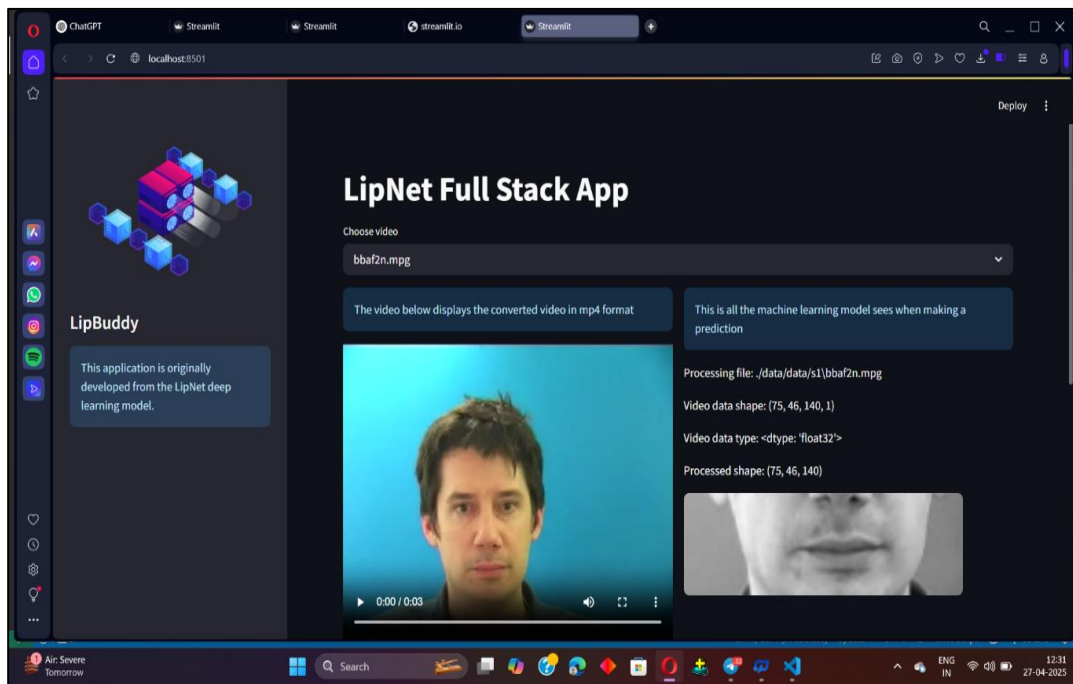 ChatGPT
Streamlit
Streamlit
streamlit.io
Streamlit
localhost:8501
Deploy
LipNet Full Stack App
Choose video
bbaf2n.mpg
The video below displays the converted video in mp4 format
This is all the machine learning model sees when making a
prediction
LipBuddy
This application is originally
developed from the LipNet deep
learning model.
Processing file: ./data/data/s1\bbaf2n.mpg
Video data shape: (75, 46, 140, 1)
Video data type: <dtype: 'float32'>
Processed shape: (75, 46, 140)
0:00 / 0:03
1
Air: Severe
Tomorrow
Search
ENG
IN
12:31
27-04-2025